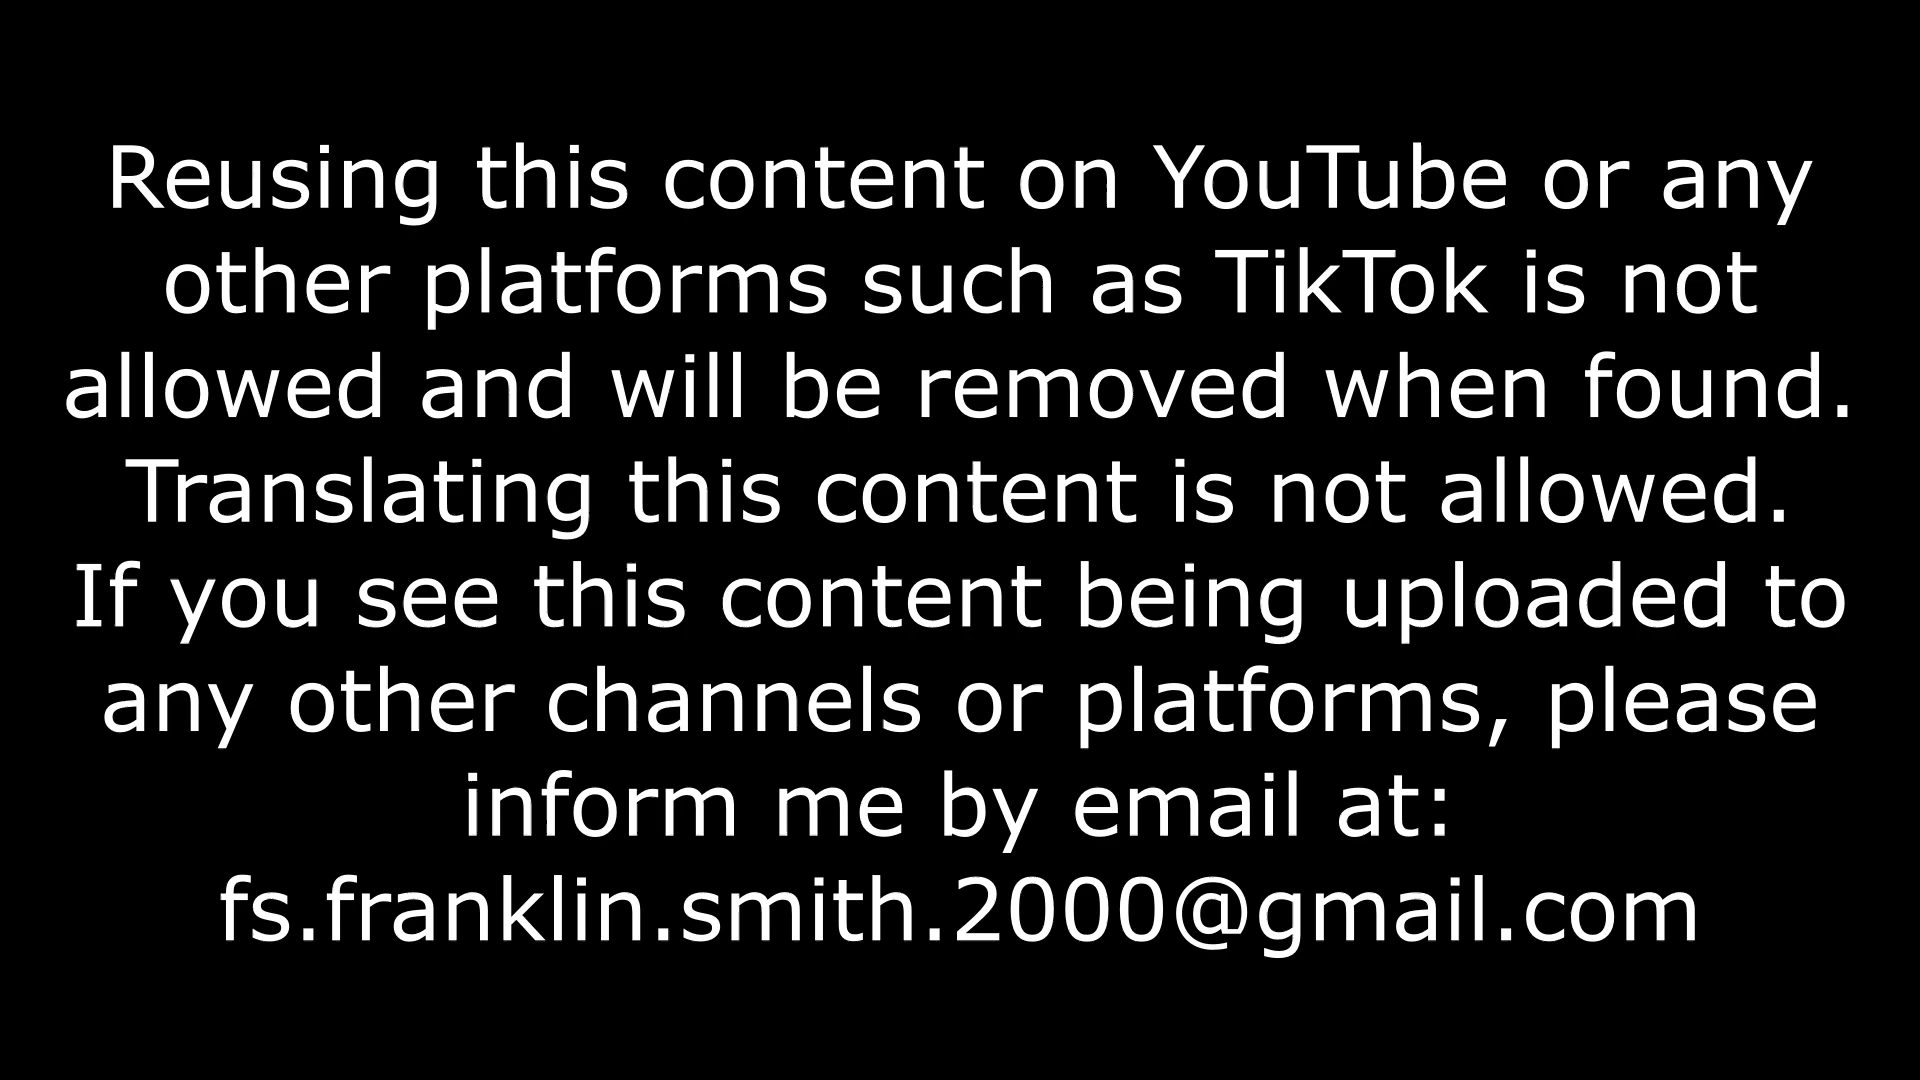 Reusing this content on YouTube or any
other platforms such as TikTok is not
allowed and will be removed when found.
Translating this content is not allowed.
If you see this content being uploaded to
any other channels or platforms, please
inform me by email at:
fs.franklin.smith.2000@gmail.com